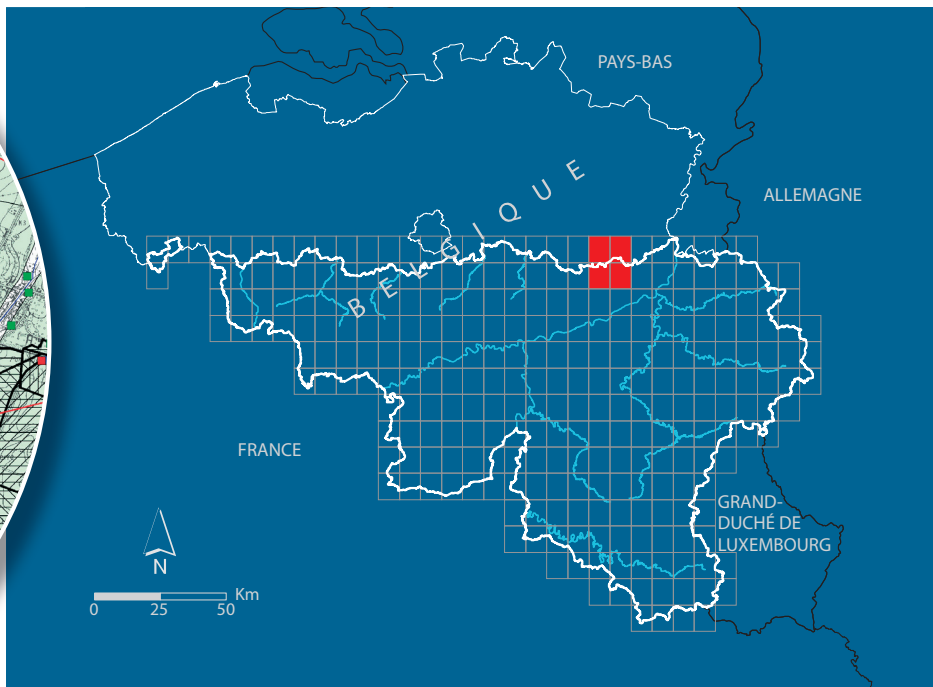 PAYS-BAS
ALLEMAGNE
BELGIQUE
FRANCE
GRAND-
DUCHÉ DE
LUXEMBOURG
N
Km
0 25 50